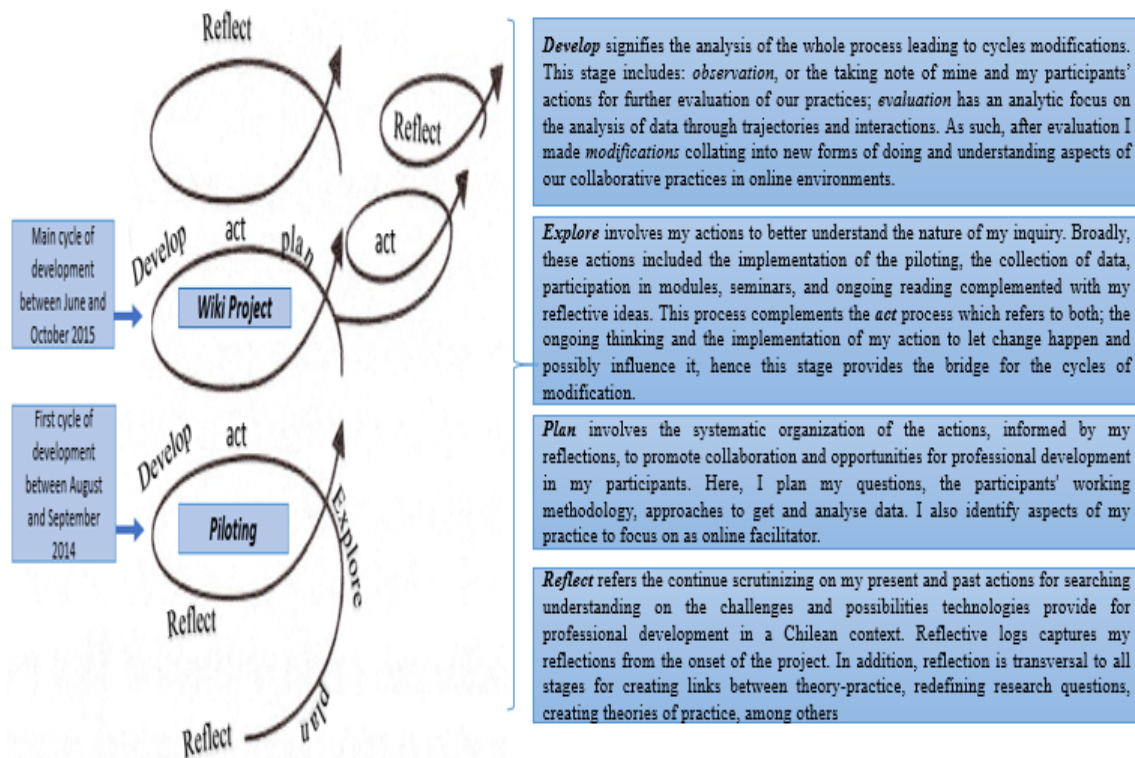 Reflect
Reflect
Develop
act
plan
act
Main cycle of
development
between June and
October 2015
Wiki Project
First cycle of
development
between August
and September
2014
Develop
act
Piloting
Explore
Reflect
plan
Reflect
Develop signifies the analysis of the whole process leading to cycles modifications.
This stage includes: observation, or the taking note of mine and my participants’
actions for further evaluation of our practices; evaluation has an analytic focus on
the analysis of data through trajectories and interactions. As such, after evaluation I
made modifications collating into new forms of doing and understanding aspects of
our collaborative practices in online environments.
Explore involves my actions to better understand the nature of my inquiry. Broadly,
these actions included the implementation of the piloting, the collection of data,
participation in modules, seminars, and ongoing reading complemented with my
reflective ideas. This process complements the act process which refers to both; the
ongoing thinking and the implementation of my action to let change happen and
possibly influence it, hence this stage provides the bridge for the cycles of
modification.
Plan involves the systematic organization of the actions, informed by my
reflections, to promote collaboration and opportunities for professional development
in my participants. Here, I plan my questions, the participants' working
methodology, approaches to get and analyse data. I also identify aspects of my
practice to focus on as online facilitator.
Reflect refers the continue scrutinizing on my present and past actions for searching
understanding on the challenges and possibilities technologies provide for
professional development in a Chilean context. Reflective logs captures my
reflections from the onset of the project. In addition, reflection is transversal to all
stages for creating links between theory-practice, redefining research questions,
creating theories of practice, among others